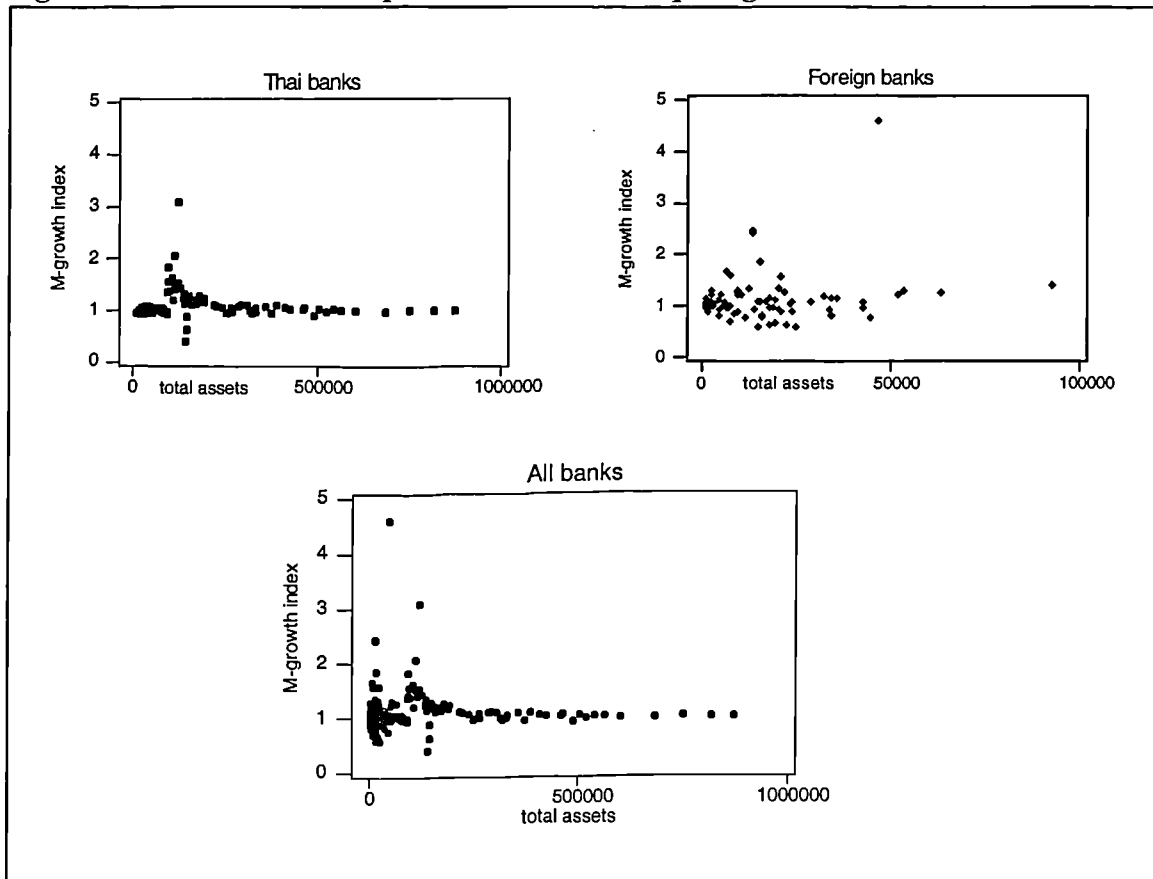 Thai banks
5
4
3
2
1
0
M-growth index
0 500000 1000000
total assets
Foreign banks
5
4
3
2
1
0
M-growth index
0 50000 100000
total assets
All banks
5
4
3
2
1
0
M-growth index
0 500000 1000000
total assets